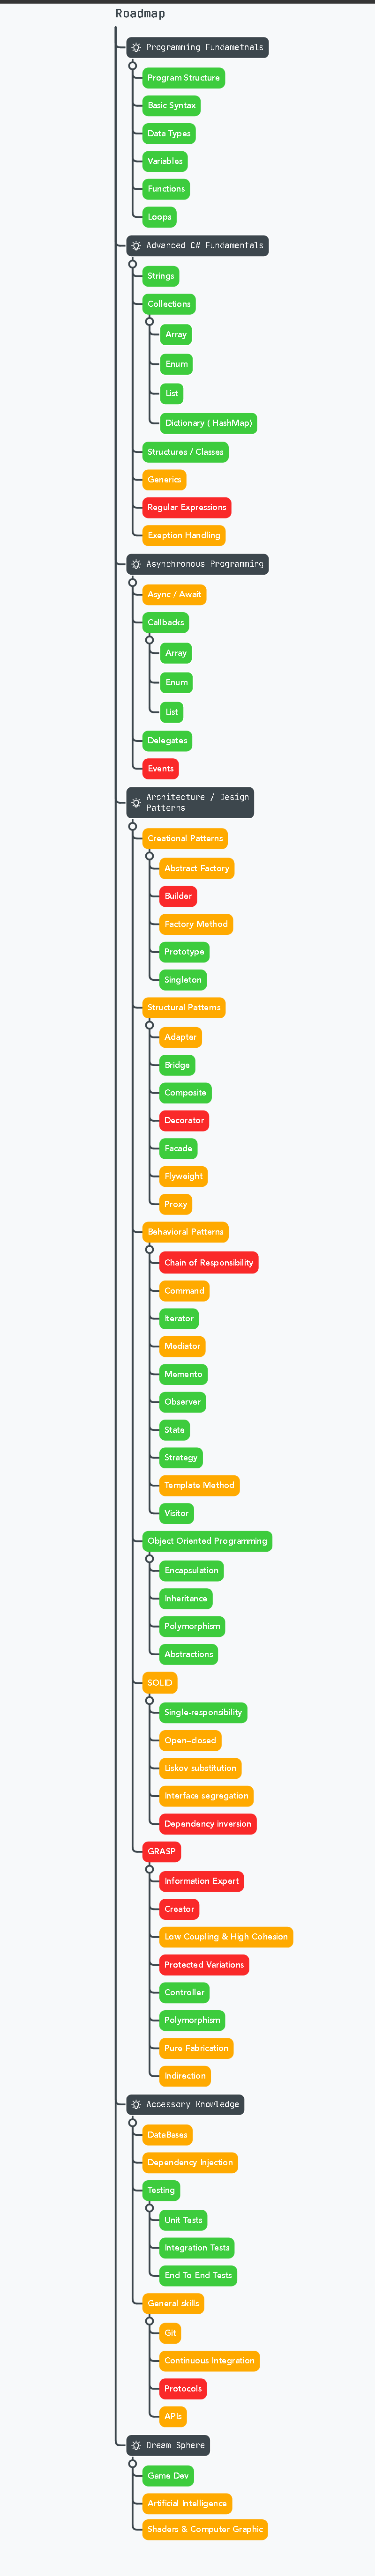 Roadmap
Programming Fundametnals
Program Structure
Basic Syntax
Data Types
Variables
Functions
Loops
Advanced C# Fundamentals
Strings
Collections
Array
Enum
List
Dictionary ( HashMap)
Structures / Classes
Generics
Regular Expressions
Exeption Handling
Asynchronous Programming
Async / Await
Callbacks
Array
Enum
List
Delegates
Events
Architecture / Design
Patterns
Creational Patterns
Abstract Factory
Builder
Factory Method
Prototype
Singleton
Structural Patterns
Adapter
Bridge
Composite
Decorator
Facade
Flyweight
Proxy
Behavioral Patterns
Chain of Responsibility
Command
Iterator
Mediator
Memento
Observer
State
Strategy
Template Method
Visitor
Object Oriented Programming
Encapsulation
Inheritance
Polymorphism
Abstractions
SOLID
Single-responsibility
Open–closed
Liskov substitution
Interface segregation
Dependency inversion
GRASP
Information Expert
Creator
Low Coupling & High Cohesion
Protected Variations
Controller
Polymorphism
Pure Fabrication
Indirection
Accessory Knowledge
DataBases
Dependency Injection
Testing
Unit Tests
Integration Tests
End To End Tests
General skills
Git
Continuous Integration
Protocols
APIs
Dream Sphere
Game Dev
Artificial Intelligence
Shaders & Computer Graphic